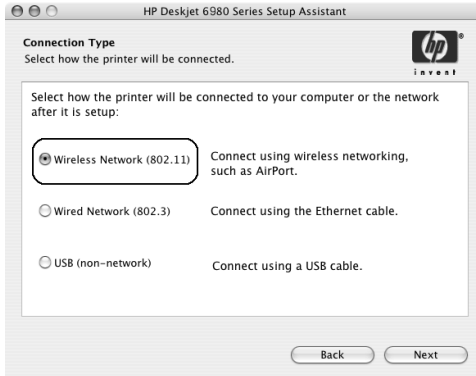 HP Deskjet 6980 Series Setup Assistant
Connection Type
Select how the printer will be connected.
hp
®
invent
Select how the printer will be connected to your computer or the network
after it is setup:
Wireless Network (802.11)
Connect using wireless networking,
such as AirPort.
Wired Network (802.3)
Connect using the Ethernet cable.
USB (non-network)
Connect using a USB cable.
Back
Next